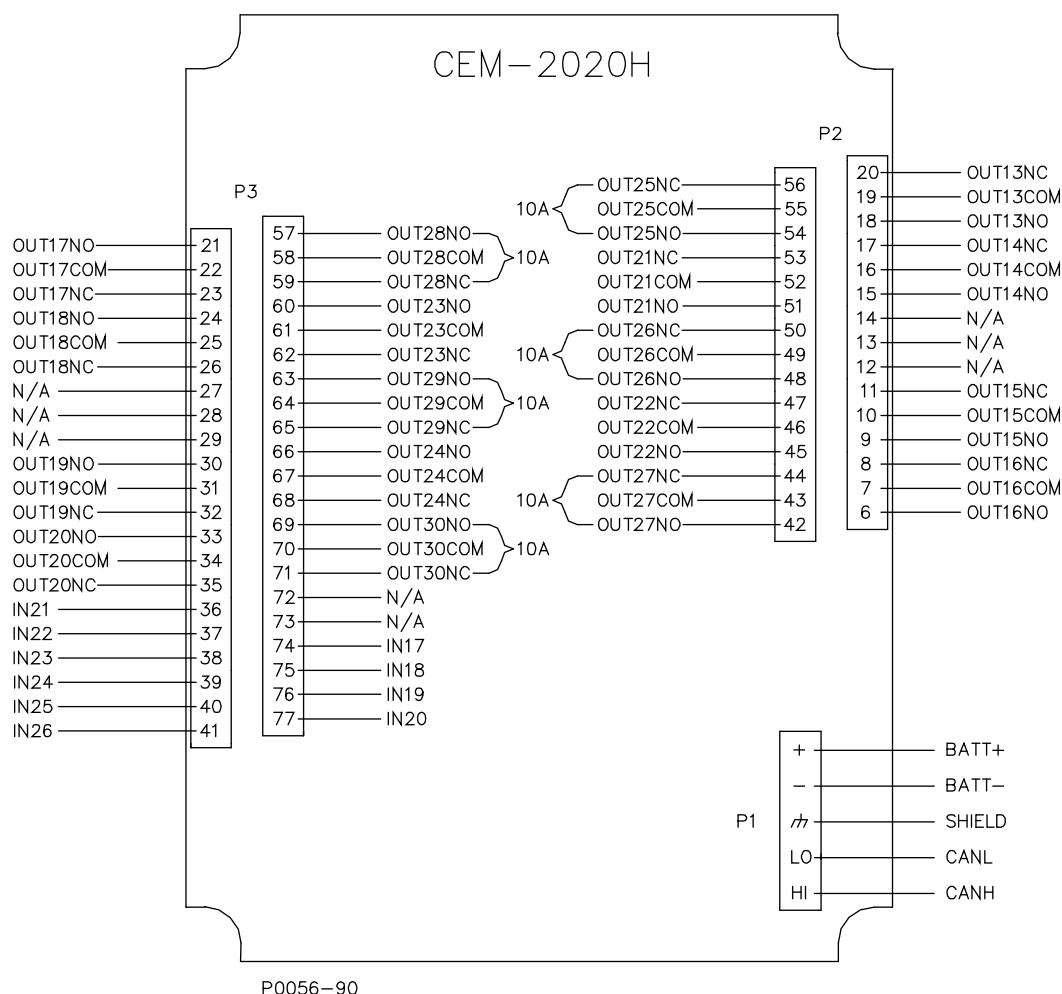 CEM-2020H
P2
P3
OUT17NO 21
OUT17COM 22
OUT17NC 23
OUT18NO 24
OUT18COM 25
OUT18NC 26
N/A 27
N/A 28
N/A 29
OUT19NO 30
OUT19COM 31
OUT19NC 32
OUT20NO 33
OUT20COM 34
OUT20NC 35
IN21 36
IN22 37
IN23 38
IN24 39
IN25 40
IN26 41
57 OUT28NO
58 OUT28COM 10A
59 OUT28NC
60 OUT23NO
61 OUT23COM
62 OUT23NC
63 OUT29NO
64 OUT29COM 10A
65 OUT29NC
66 OUT24NO
67 OUT24COM
68 OUT24NC
69 OUT30NO
70 OUT30COM 10A
71 OUT30NC
72 N/A
73 N/A
74 IN17
75 IN18
76 IN19
77 IN20
OUT25NC 56
10A OUT25COM 55
OUT25NO 54
OUT21NC 53
OUT21COM 52
OUT21NO 51
OUT26NC 50
10A OUT26COM 49
OUT26NO 48
OUT22NC 47
OUT22COM 46
OUT22NO 45
OUT27NC 44
10A OUT27COM 43
OUT27NO 42
20 OUT13NC
19 OUT13COM
18 OUT13NO
17 OUT14NC
16 OUT14COM
15 OUT14NO
14 N/A
13 N/A
12 N/A
11 OUT15NC
10 OUT15COM
9 OUT15NO
8 OUT16NC
7 OUT16COM
6 OUT16NO
P1
+ BATT+
- BATT-
SHIELD
LO CANL
HI CANH
P0056-90